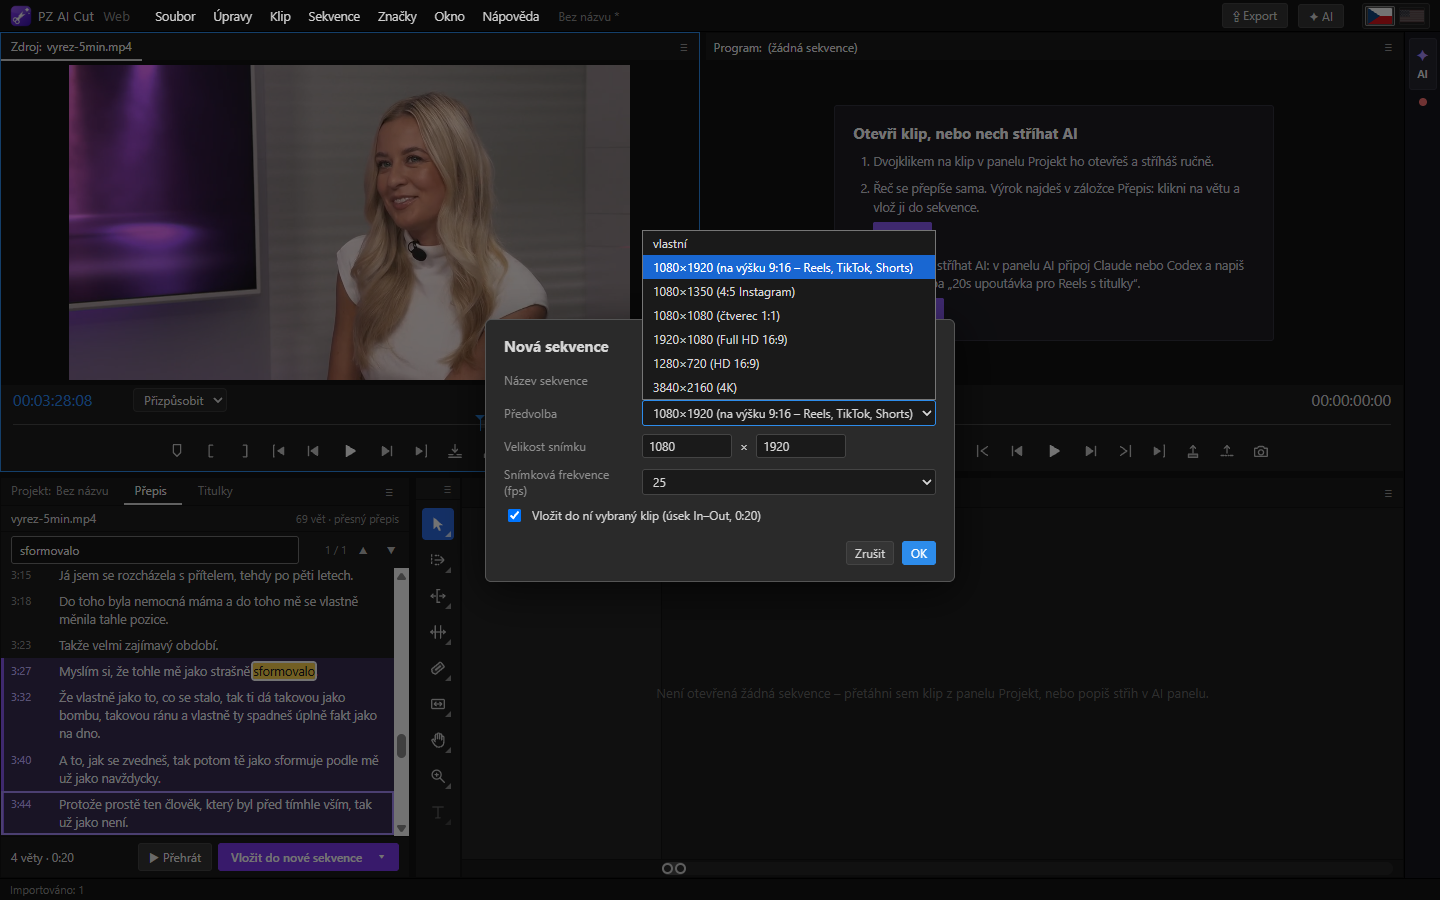 PZ AI Cut Web Soubor Úpravy Klip Sekvence Značky Okno Nápověda Bez názvu * Export AI
Zdroj: vyrez-5min.mp4
Program: (žádná sekvence)
AI
Otevři klip, nebo nech stříhat AI
1. Dvojklikem na klip v panelu Projekt ho otevřeš a stříháš ručně.
2. Řeč se přepíše sama. Výrok najdeš v záložce Přepis: klikni na větu a
vlož ji do sekvence.
stříhat AI: v panelu AI připoj Claude nebo Codex a napiš
„20s upoutávka pro Reels s titulky“.
vlastní
1080×1920 (na výšku 9:16 – Reels, TikTok, Shorts)
1080×1350 (4:5 Instagram)
1080×1080 (čtverec 1:1)
1920×1080 (Full HD 16:9)
1280×720 (HD 16:9)
3840×2160 (4K)
Nová sekvence
Název sekvence
Předvolba 1080×1920 (na výšku 9:16 – Reels, TikTok, Shorts)
Velikost snímku 1080 × 1920
Snímková frekvence
(fps)
25
Vložit do ní vybraný klip (úsek In–Out, 0:20)
Zrušit OK
00:03:28:08 Přizpůsobit
00:00:00:00
Projekt: Bez názvu Přepis Titulky
vyrez-5min.mp4 69 vět · přesný přepis
sformovalo 1 / 1
3:15 Já jsem se rozcházela s přítelem, tehdy po pěti letech.
3:18 Do toho byla nemocná máma a do toho mě se vlastně
měnila tahle pozice.
3:23 Takže velmi zajímavý období.
3:27 Myslím si, že tohle mě jako strašně sformovalo
3:32 Že vlastně jako to, co se stalo, tak ti dá takovou jako
bombu, takovou ránu a vlastně ty spadneš úplně fakt jako
na dno.
3:40 A to, jak se zvedneš, tak potom tě jako sformuje podle mě
už jako navždycky.
3:44 Protože prostě ten člověk, který byl před tímhle vším, tak
už jako není.
4 věty · 0:20 Přehrát Vložit do nové sekvence
Není otevřená žádná sekvence – přetáhni sem klip z panelu Projekt, nebo popiš střih v AI panelu.
Importováno: 1